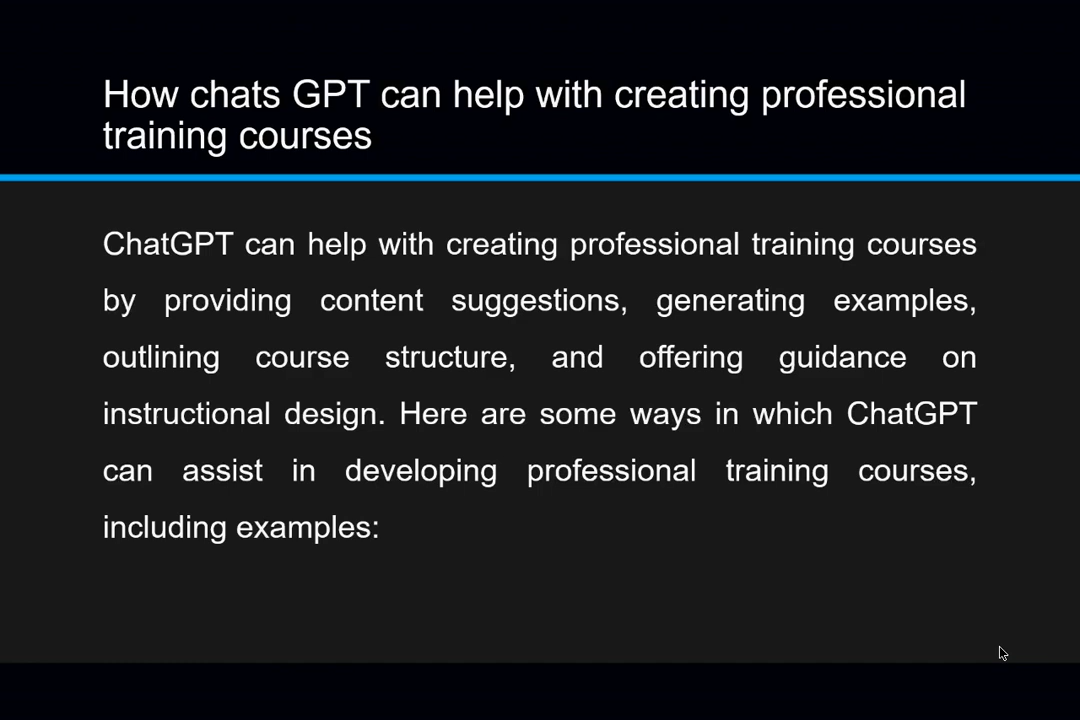 How chats GPT can help with creating professional
training courses
ChatGPT can help with creating professional training courses
by providing content suggestions, generating examples,
outlining course structure, and offering guidance on
instructional design. Here are some ways in which ChatGPT
can assist in developing professional training courses,
including examples: